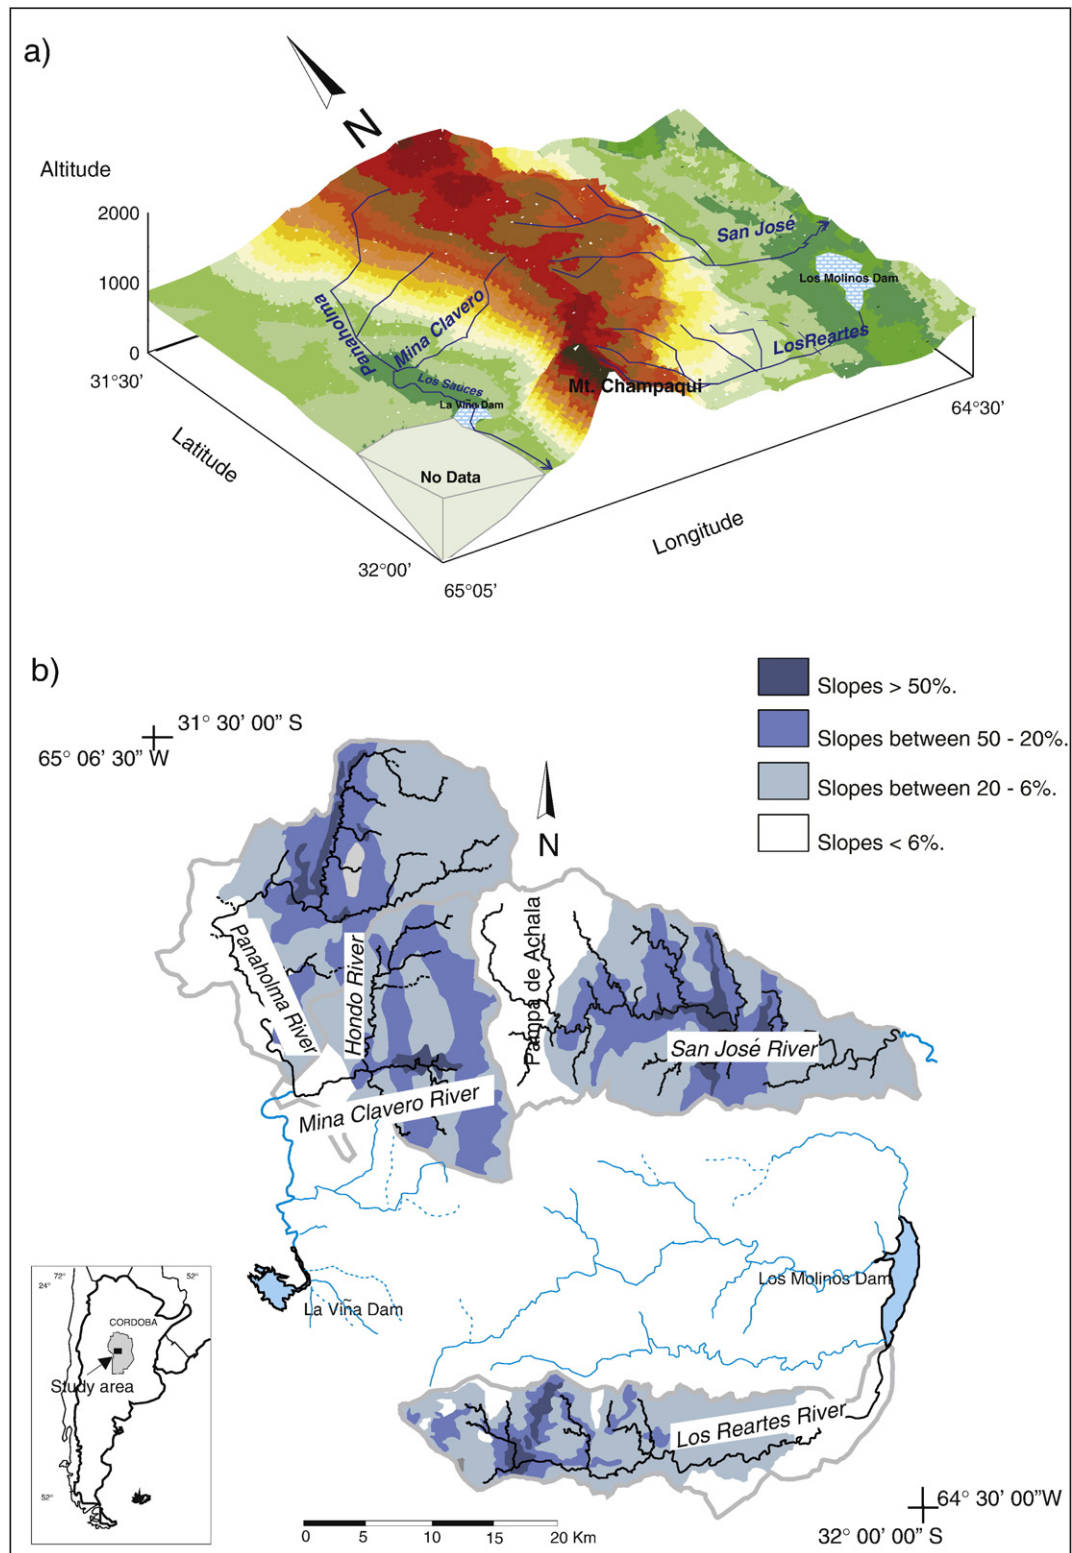 a)
N
Altitude
2000
1000
0
31°30’
Latitude
32°00’
65°05’
Longitude
64°30’
San José
Los Molinos Dam
LosReartes
Mt. Champaqui
Panaholma
Mina Clavero
Los Sauces
La Viña Dam
No Data
b)
Slopes > 50%.
Slopes between 50 - 20%.
Slopes between 20 - 6%.
Slopes < 6%.
31° 30’ 00” S
65° 06’ 30” W
N
Panaholma River
Hondo River
Pampa de Achala
San José River
Mina Clavero River
La Viña Dam
Los Molinos Dam
Los Reartes River
72°
52°
24°
CORDOBA
Study area
52°
0 5 10 15 20 Km
64° 30’ 00”W
32° 00’ 00” S